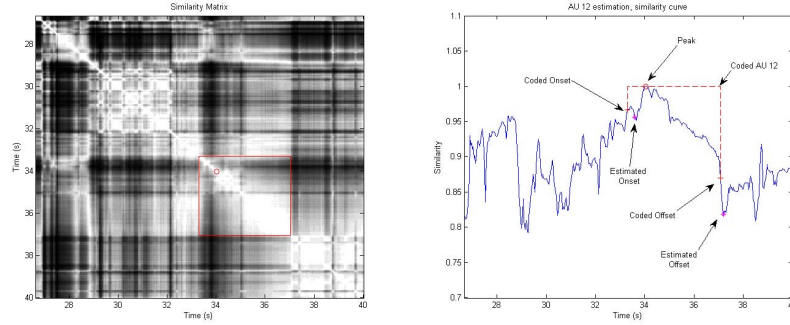 Similarity Matrix
28
30
32
34
36
38
40
Time (s)
28
30
32
34
36
38
40
Time (s)
AU 12 estimation, similarity curve
1.1
1.05
1
0.95
0.9
0.85
0.8
0.75
0.7
Similarity
Peak
Coded Onset
Coded AU 12
Estimated
Onset
Coded Offset
Estimated
Offset
28
30
32
34
36
38
Time (s)